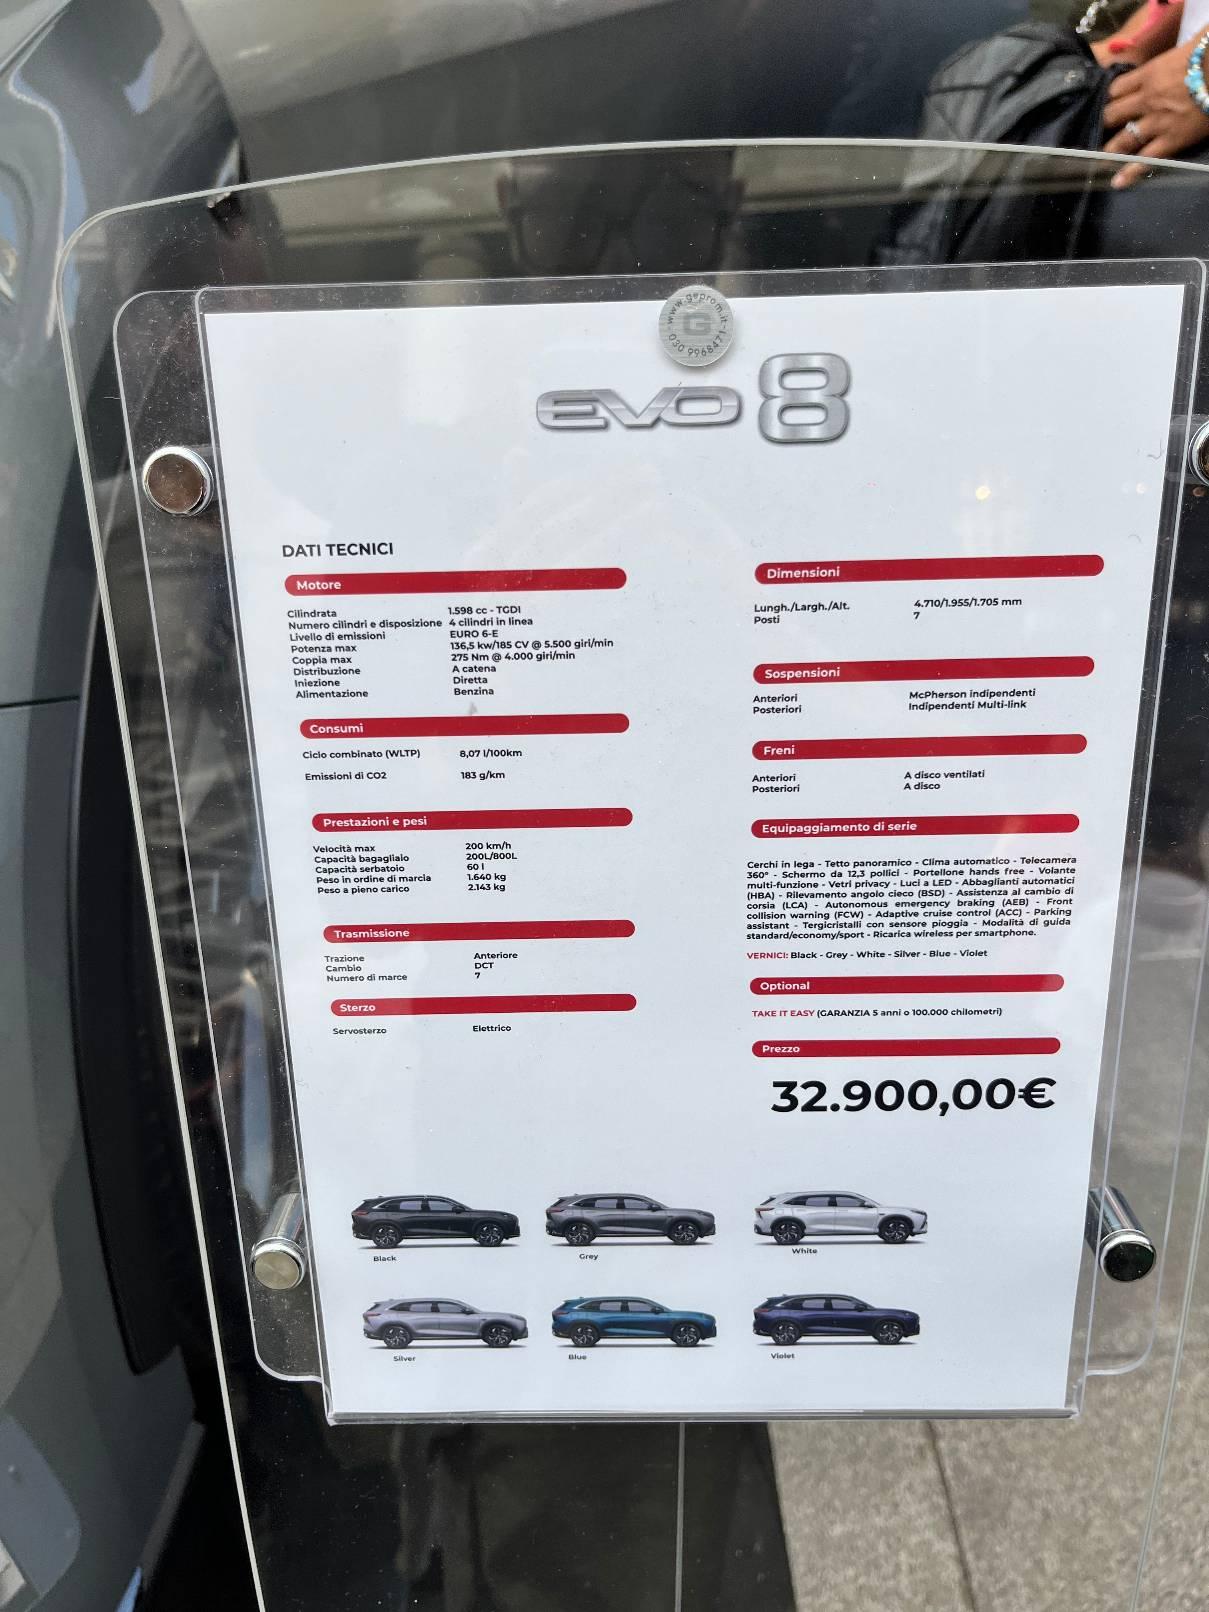 www.geprom.it
G
030 9968471
EVO 8
DATI TECNICI
Motore
Cilindrata 1.598 cc - TGDI
Numero cilindri e disposizione 4 cilindri in linea
Livello di emissioni EURO 6-E
Potenza max 136,5 kw/185 CV @ 5.500 giri/min
Coppia max 275 Nm @ 4.000 giri/min
Distribuzione A catena
Iniezione Diretta
Alimentazione Benzina
Consumi
Ciclo combinato (WLTP) 8,07 l/100km
Emissioni di CO2 183 g/km
Prestazioni e pesi
Velocità max 200 km/h
Capacità bagagliaio 200L/800L
Capacità serbatoio 60 l
Peso in ordine di marcia 1.640 kg
Peso a pieno carico 2.143 kg
Trasmissione
Trazione Anteriore
Cambio DCT
Numero di marce 7
Sterzo
Servosterzo Elettrico
Dimensioni
Lungh./Largh./Alt. 4.710/1.955/1.705 mm
Posti 7
Sospensioni
Anteriori McPherson indipendenti
Posteriori Indipendenti Multi-link
Freni
Anteriori A disco ventilati
Posteriori A disco
Equipaggiamento di serie
Cerchi in lega - Tetto panoramico - Clima automatico - Telecamera
360° - Schermo da 12,3 pollici - Portellone hands free - Volante
multi-funzione - Vetri privacy - Luci a LED - Abbaglianti automatici
(HBA) - Rilevamento angolo cieco (BSD) - Assistenza al cambio di
corsia (LCA) - Autonomous emergency braking (AEB) - Front
collision warning (FCW) - Adaptive cruise control (ACC) - Parking
assistant - Tergicristalli con sensore pioggia - Modalità di guida
standard/economy/sport - Ricarica wireless per smartphone.
VERNICI: Black - Grey - White - Silver - Blue - Violet
Optional
TAKE IT EASY (GARANZIA 5 anni o 100.000 chilometri)
Prezzo
32.900,00€
Black
Grey
White
Silver
Blue
Violet